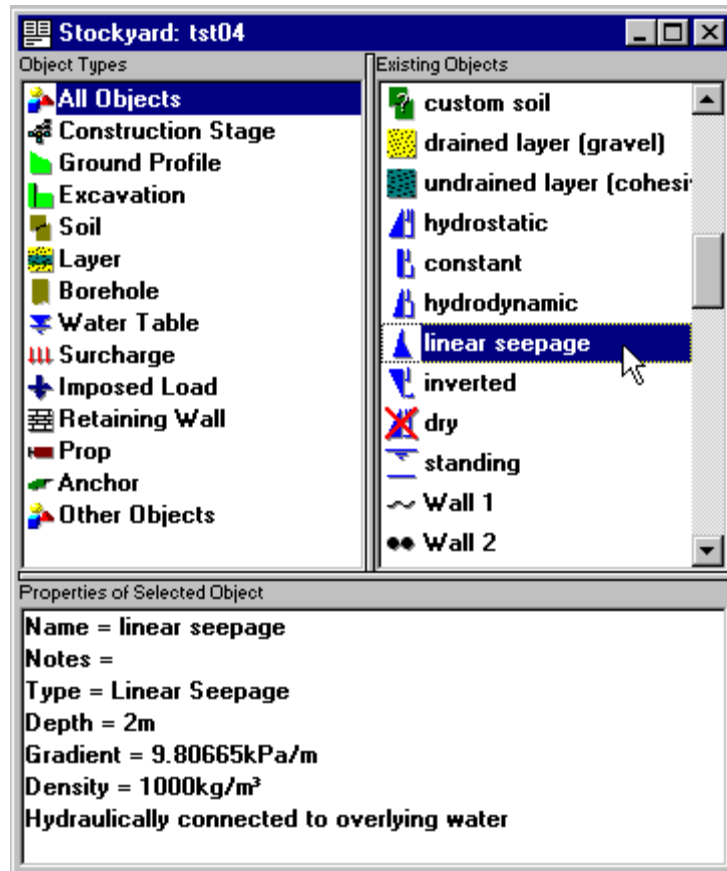 Stockyard: tst04
Object Types
All Objects
Construction Stage
Ground Profile
Excavation
Soil
Layer
Borehole
Water Table
Surcharge
Imposed Load
Retaining Wall
Prop
Anchor
Other Objects
Existing Objects
custom soil
drained layer (gravel)
undrained layer (cohesi
hydrostatic
constant
hydrodynamic
linear seepage
inverted
dry
standing
Wall 1
Wall 2
Properties of Selected Object
Name = linear seepage
Notes =
Type = Linear Seepage
Depth = 2m
Gradient = 9.80665kPa/m
Density = 1000kg/m³
Hydraulically connected to overlying water